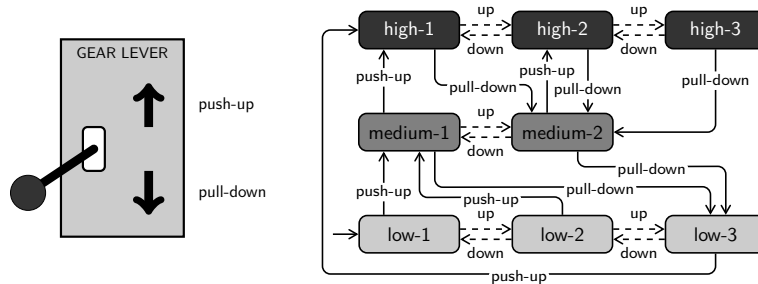 GEAR LEVER
push-up
pull-down
high-1
up
down
high-2
up
down
high-3
push-up
pull-down
push-up
pull-down
pull-down
medium-1
up
down
medium-2
push-up
pull-down
push-up
pull-down
low-1
up
down
low-2
up
down
low-3
push-up